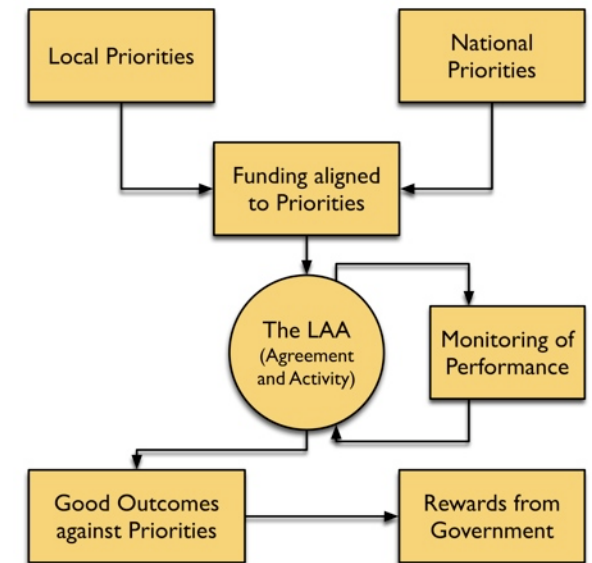 Local Priorities
National
Priorities
Funding aligned
to Priorities
The LAA
(Agreement
and Activity)
Monitoring of
Performance
Good Outcomes
against Priorities
Rewards from
Government